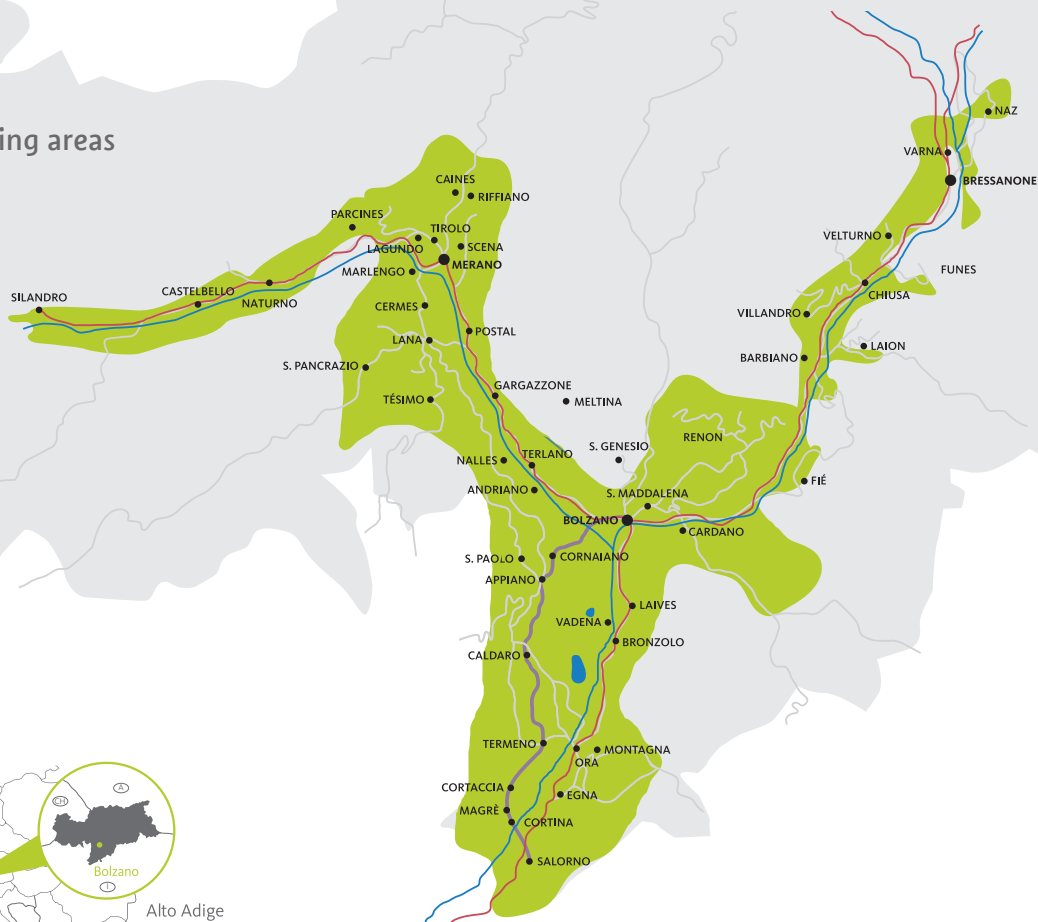 ing areas
NAZ
VARNA
BRESSANONE
CAINES
RIFFIANO
PARCINES
TIROLO
VELTURNO
LAGUNDO
SCENA
MERANO
MARLENGO
FUNES
CASTELBELLO
CHIUSA
SILANDRO
NATURNO
CERMES
VILLANDRO
POSTAL
LANA
LAION
BARBIANO
S. PANCRAZIO
GARGAZZONE
TÉSIMO
MELTINA
RENON
S. GENESIO
TERLANO
NALLES
FIÉ
ANDRIANO
S. MADDALENA
BOLZANO
CARDANO
S. PAOLO
CORNAIANO
APPIANO
LAIVES
VADENA
BRONZOLO
CALDARO
TERMENO
MONTAGNA
ORA
CORTACCIA
EGNA
MAGRÈ
CORTINA
SALORNO
A
CH
Bolzano
I
Alto Adige